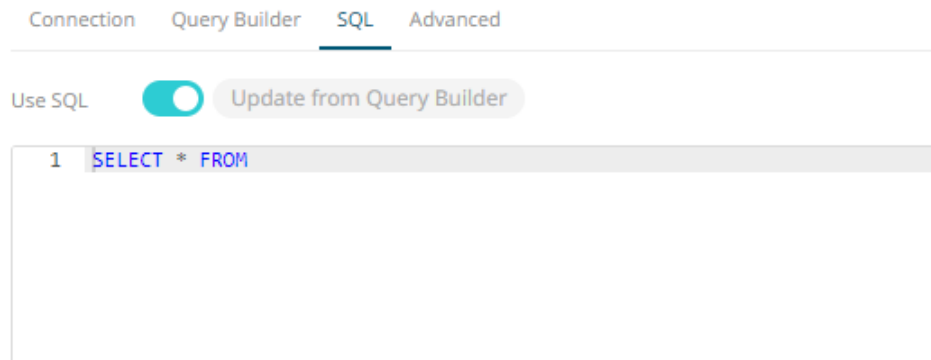 Connection Query Builder SQL Advanced
Use SQL Update from Query Builder
1 SELECT * FROM